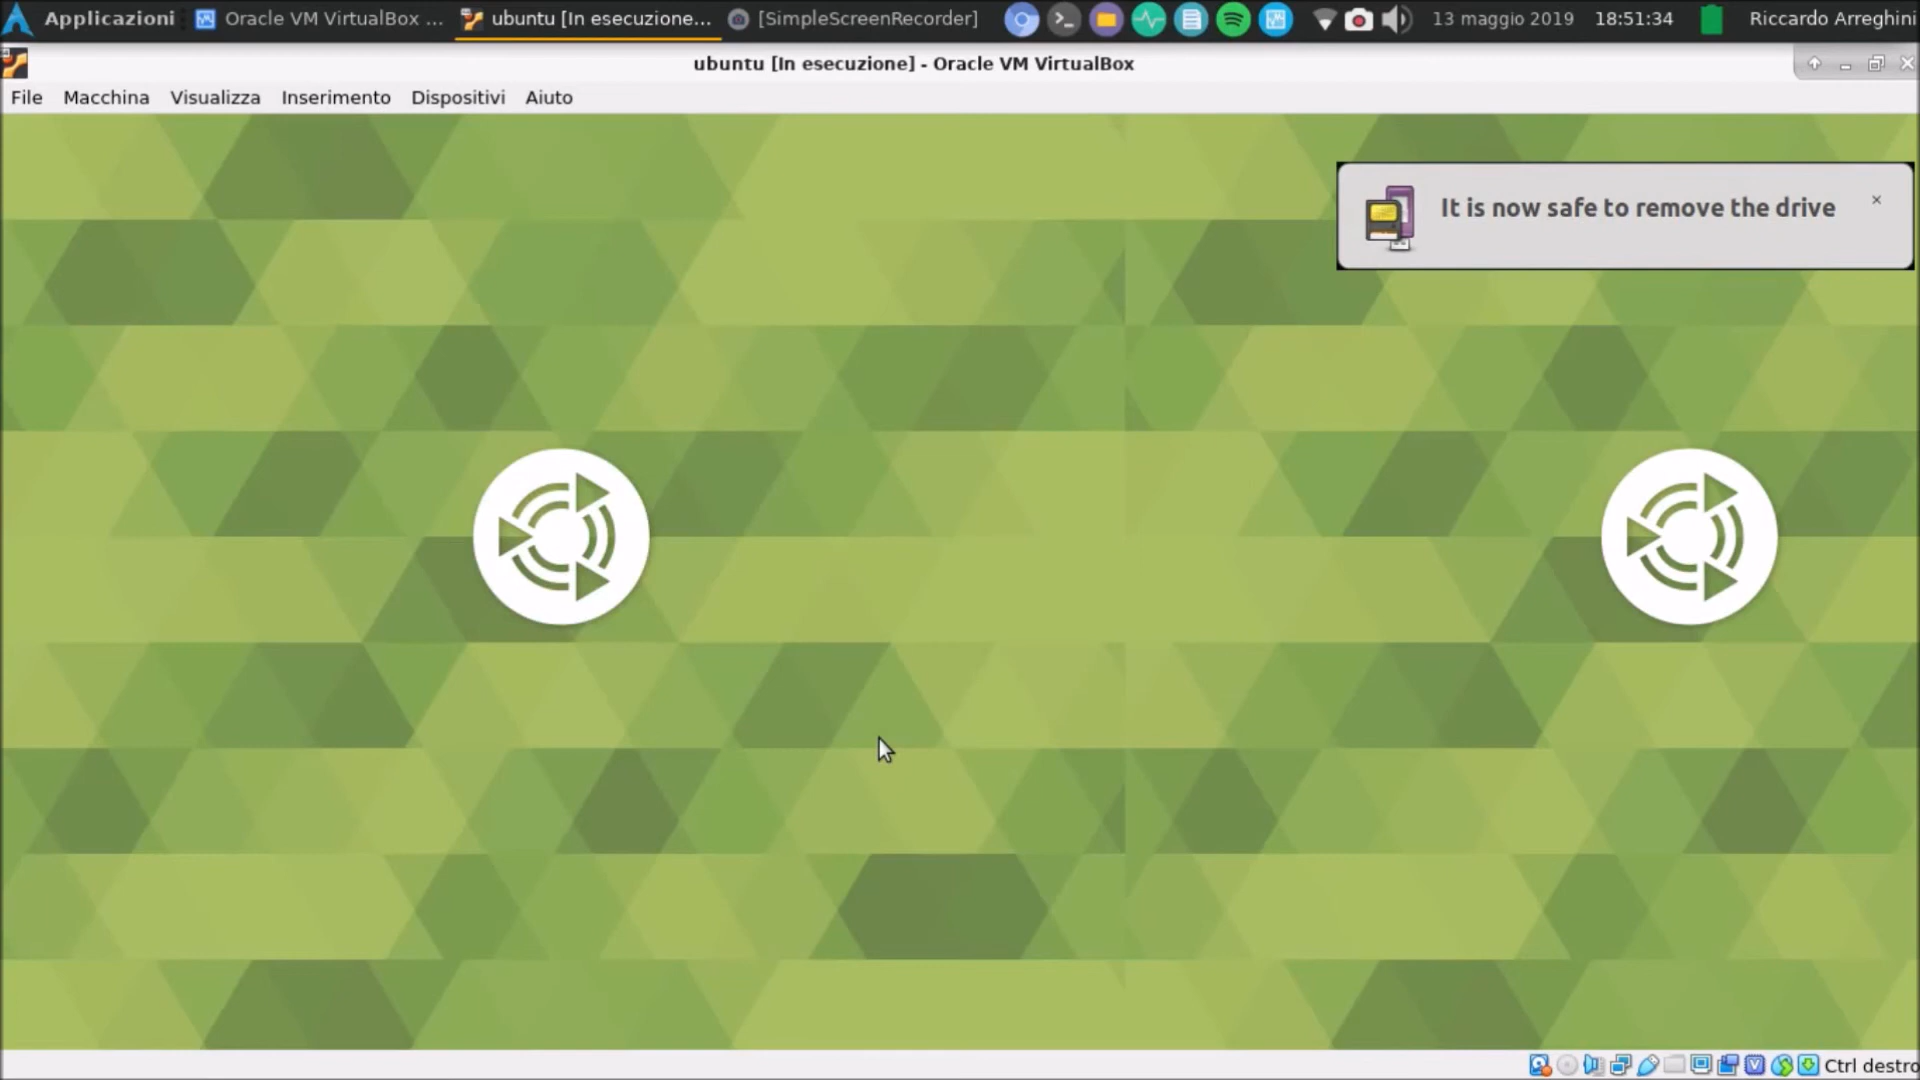 Applicazioni
Oracle VM VirtualBox ...
ubuntu [In esecuzione...
[SimpleScreenRecorder]
13 maggio 2019
18:51:34
Riccardo Arreghini
ubuntu [In esecuzione] - Oracle VM VirtualBox
File Macchina Visualizza Inserimento Dispositivi Aiuto
It is now safe to remove the drive
Ctrl destro